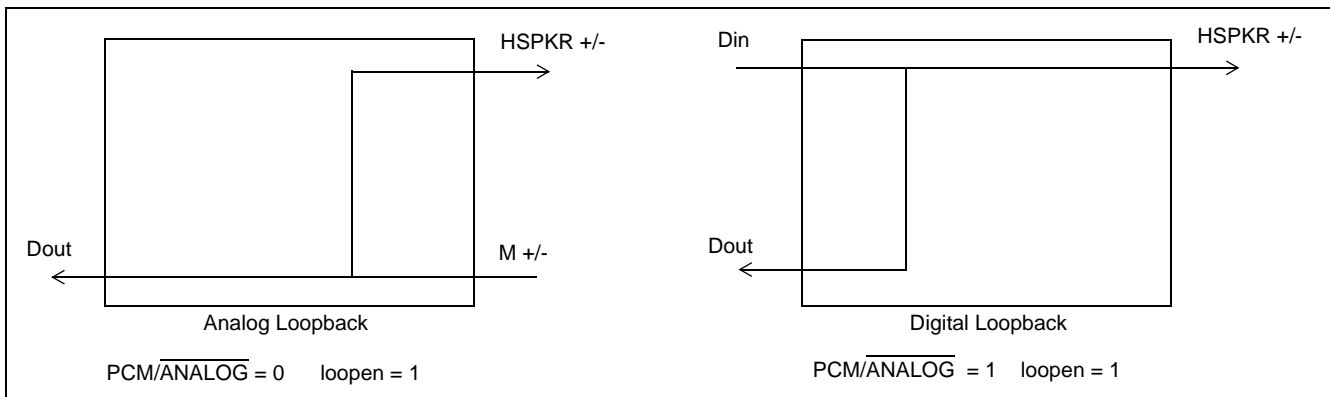 HSPKR +/-
Dout
M +/-
Analog Loopback
PCM/ANALOG = 0 loopen = 1
Din
HSPKR +/-
Dout
Digital Loopback
PCM/ANALOG = 1 loopen = 1